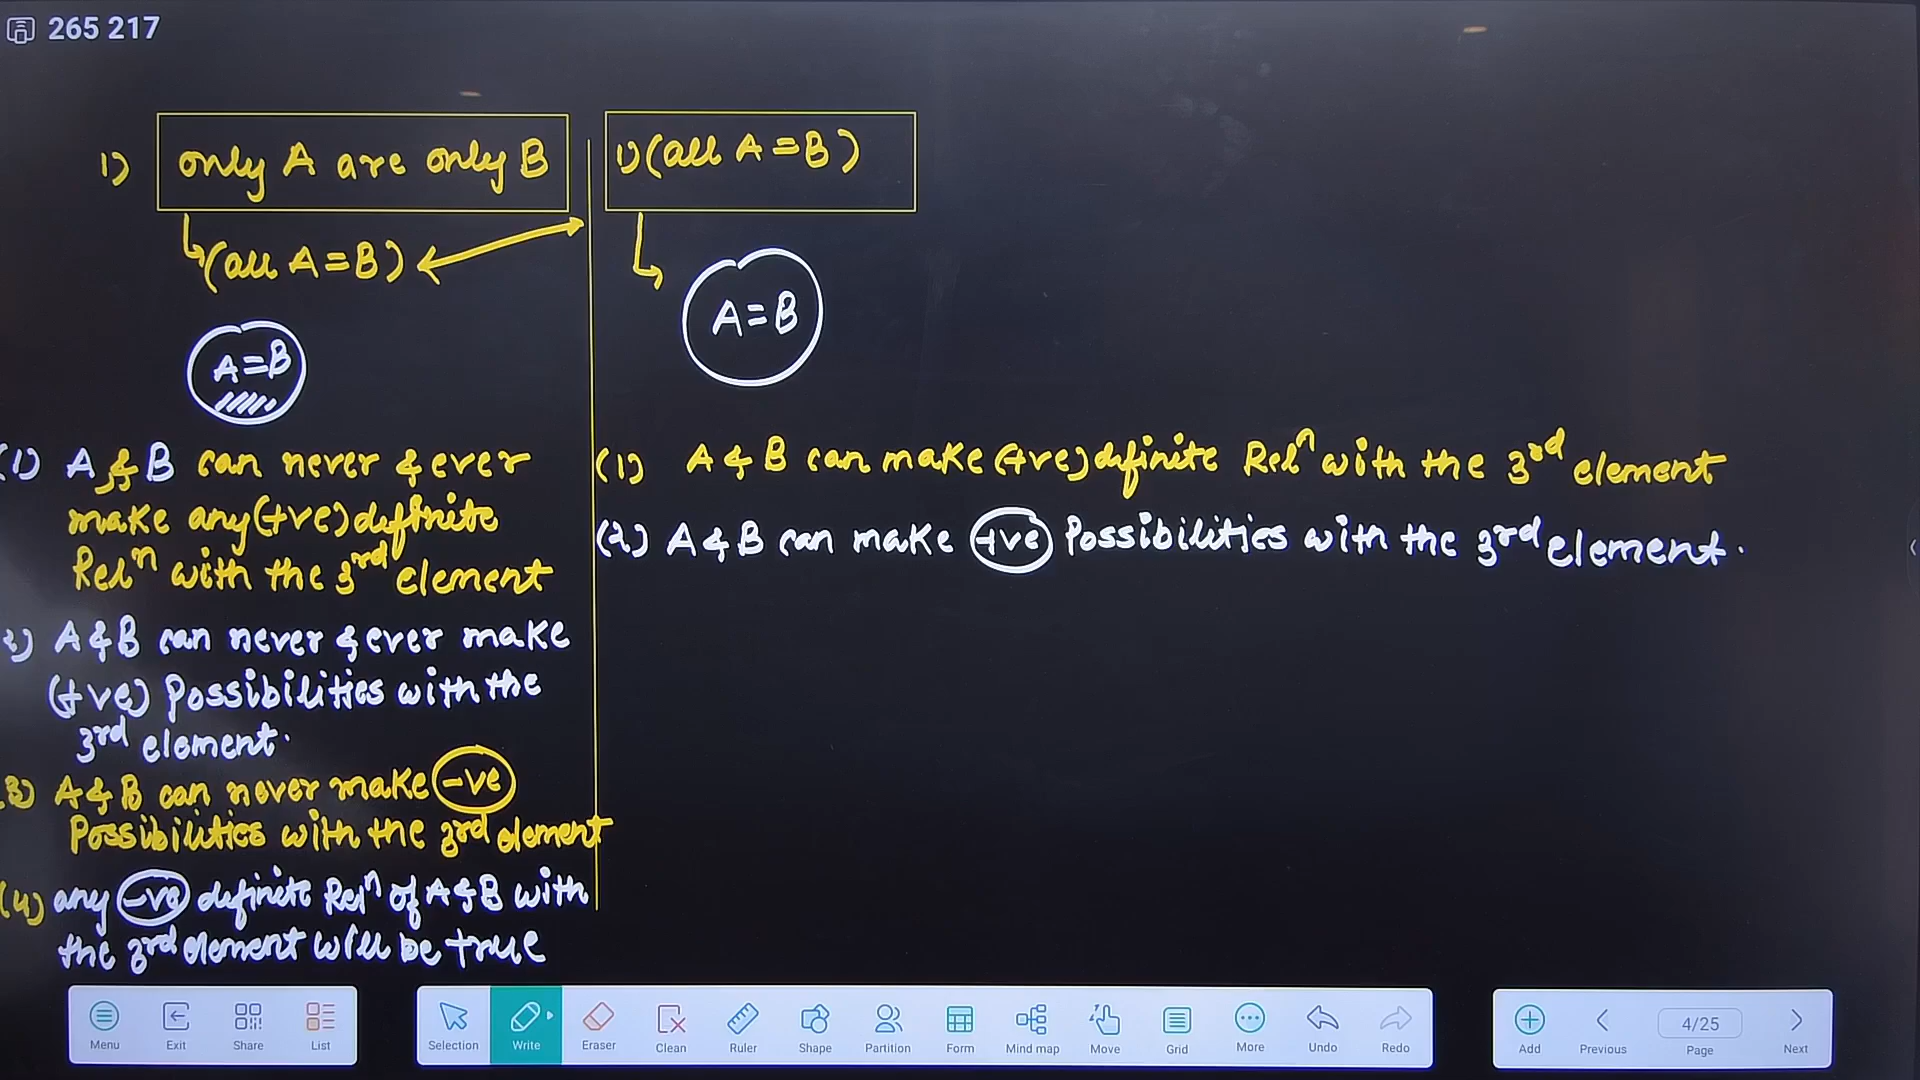 265 217
1) only A are only B
(all A = B)
A = B
(1) A & B can never & ever
make any (+ve) definite
Relⁿ with the 3rd element
2) A & B can never & ever make
(+ve) Possibilities with the
3rd element.
3) A & B can never make -ve
Possibilities with the 3rd element
(4) any -ve definite Relⁿ of A & B with
the 3rd element will be true
1) (all A = B)
A = B
(1) A & B can make (+ve) definite Relⁿ with the 3rd element
(2) A & B can make +ve Possibilities with the 3rd element.
Menu Exit Share List
Selection Write Eraser Clean Ruler Shape Partition Form Mind map Move Grid More Undo Redo
Add Previous 4/25 Page Next